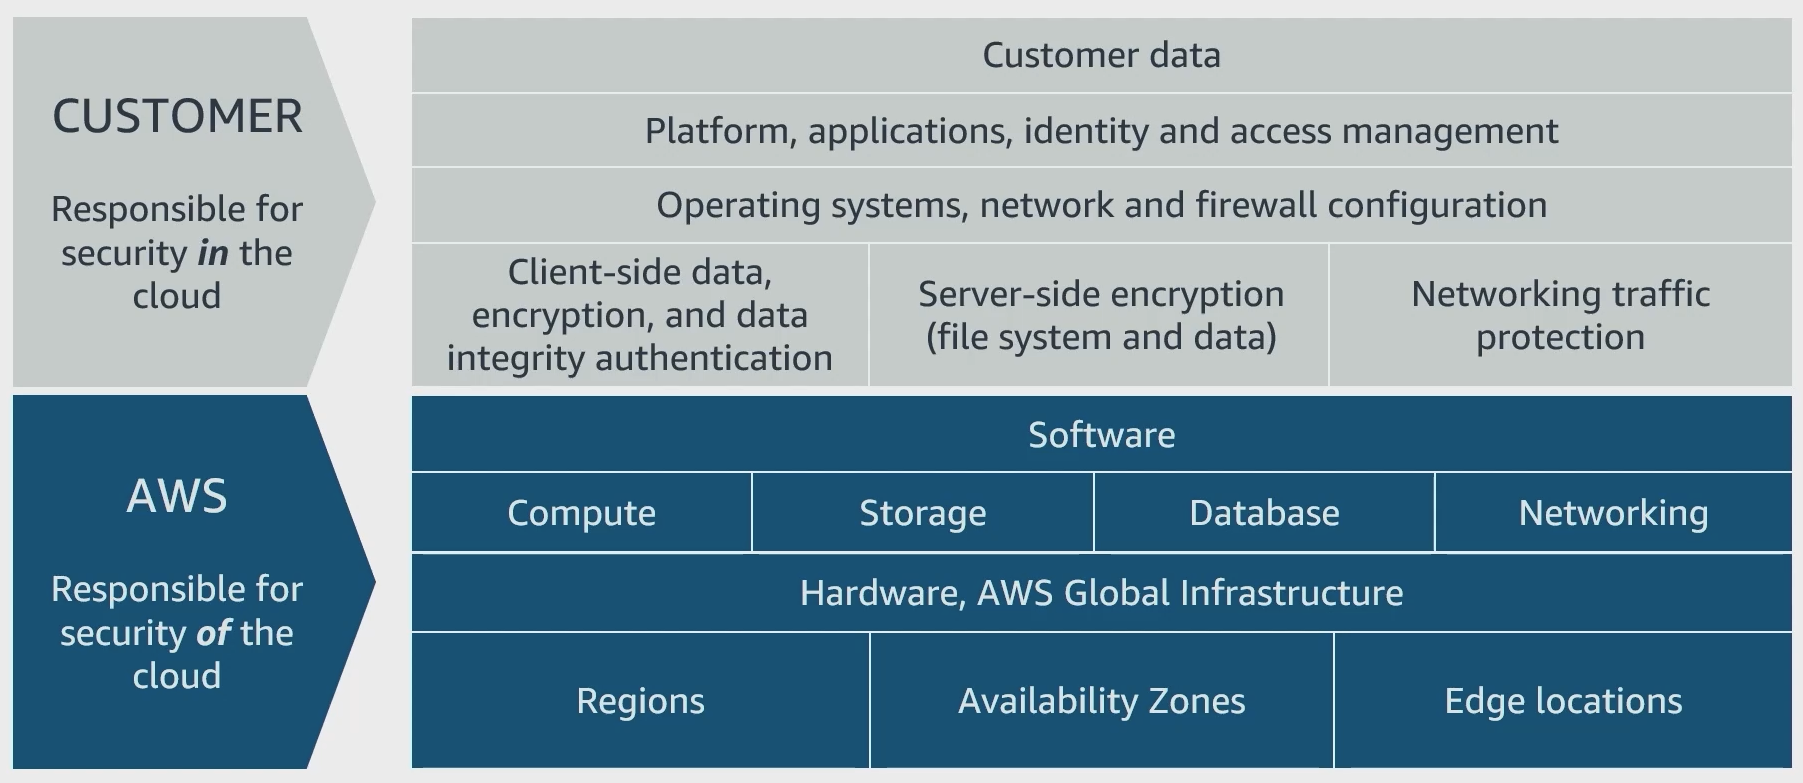 CUSTOMER
Responsible for
security in the
cloud
Customer data
Platform, applications, identity and access management
Operating systems, network and firewall configuration
Client-side data,
encryption, and data
integrity authentication
Server-side encryption
(file system and data)
Networking traffic
protection
AWS
Responsible for
security of the
cloud
Software
Compute
Storage
Database
Networking
Hardware, AWS Global Infrastructure
Regions
Availability Zones
Edge locations